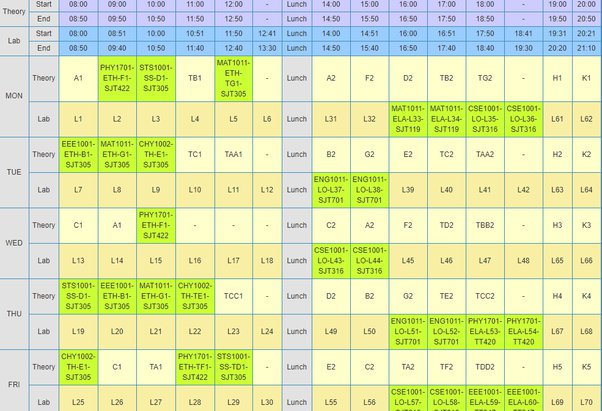 Theory Start 08:00 09:00 10:00 11:00 12:00 - Lunch 14:00 15:00 16:00 17:00 18:00 - 19:00 20:00
End 08:50 09:50 10:50 11:50 12:50 - Lunch 14:50 15:50 16:50 17:50 18:50 - 19:50 20:50
Lab Start 08:00 08:51 10:00 10:51 11:50 12:41 Lunch 14:00 14:51 16:00 16:51 17:50 18:41 19:31 20:21
End 08:50 09:40 10:50 11:40 12:40 13:30 Lunch 14:50 15:40 16:50 17:40 18:40 19:30 20:20 21:10
MON Theory A1 PHY1701-ETH-F1-SJT422 STS1001-SS-D1-SJT305 TB1 MAT1011-ETH-TG1-SJT305 - Lunch A2 F2 D2 TB2 TG2 - H1 K1
Lab L1 L2 L3 L4 L5 L6 Lunch L31 L32 MAT1011-ELA-L33-SJT119 MAT1011-ELA-L34-SJT119 CSE1001-LO-L35-SJT316 CSE1001-LO-L36-SJT316 L61 L62
TUE Theory EEE1001-ETH-B1-SJT305 MAT1011-ETH-G1-SJT305 CHY1002-TH-E1-SJT305 TC1 TAA1 - Lunch B2 G2 E2 TC2 TAA2 - H2 K2
Lab L7 L8 L9 L10 L11 L12 Lunch ENG1011-LO-L37-SJT701 ENG1011-LO-L38-SJT701 L39 L40 L41 L42 L63 L64
WED Theory C1 A1 PHY1701-ETH-F1-SJT422 - - - Lunch C2 A2 F2 TD2 TBB2 - H3 K3
Lab L13 L14 L15 L16 L17 L18 Lunch CSE1001-LO-L43-SJT316 CSE1001-LO-L44-SJT316 L45 L46 L47 L48 L65 L66
THU Theory STS1001-SS-D1-SJT305 EEE1001-ETH-B1-SJT305 MAT1011-ETH-G1-SJT305 CHY1002-TH-TE1-SJT305 TCC1 - Lunch D2 B2 G2 TE2 TCC2 - H4 K4
Lab L19 L20 L21 L22 L23 L24 Lunch L49 L50 ENG1011-LO-L51-SJT701 ENG1011-LO-L52-SJT701 PHY1701-ELA-L53-TT420 PHY1701-ELA-L54-TT420 L67 L68
FRI Theory CHY1002-TH-E1-SJT305 C1 TA1 PHY1701-ETH-TF1-SJT422 STS1001-SS-TD1-SJT305 - Lunch E2 C2 TA2 TF2 TDD2 - H5 K5
Lab L25 L26 L27 L28 L29 L30 Lunch L55 L56 CSE1001-LO-L57- CSE1001-LO-L58- EEE1001-ELA-L59- EEE1001-ELA-L60- L69 L70